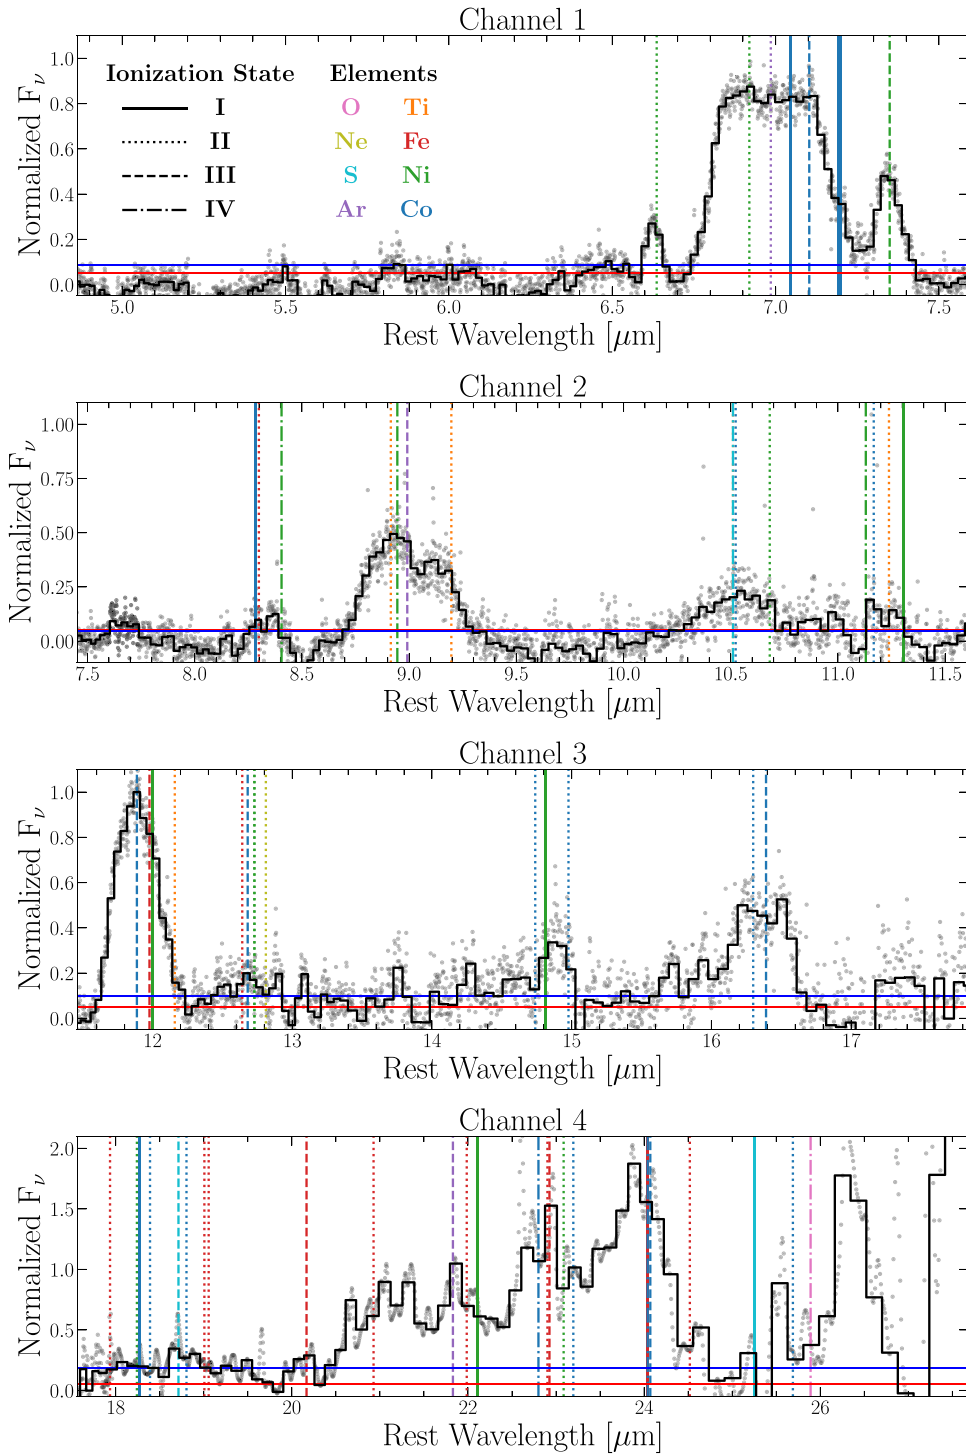 Channel 1
Normalized Fν
1.0
0.8
0.6
0.4
0.2
0.0
Ionization State Elements
I O Ti
II Ne Fe
III S Ni
IV Ar Co
5.0 5.5 6.0 6.5 7.0 7.5
Rest Wavelength [μm]
Channel 2
Normalized Fν
1.00
0.75
0.50
0.25
0.00
7.5 8.0 8.5 9.0 9.5 10.0 10.5 11.0 11.5
Rest Wavelength [μm]
Channel 3
Normalized Fν
1.0
0.8
0.6
0.4
0.2
0.0
12 13 14 15 16 17
Rest Wavelength [μm]
Channel 4
Normalized Fν
2.0
1.5
1.0
0.5
0.0
18 20 22 24 26
Rest Wavelength [μm]